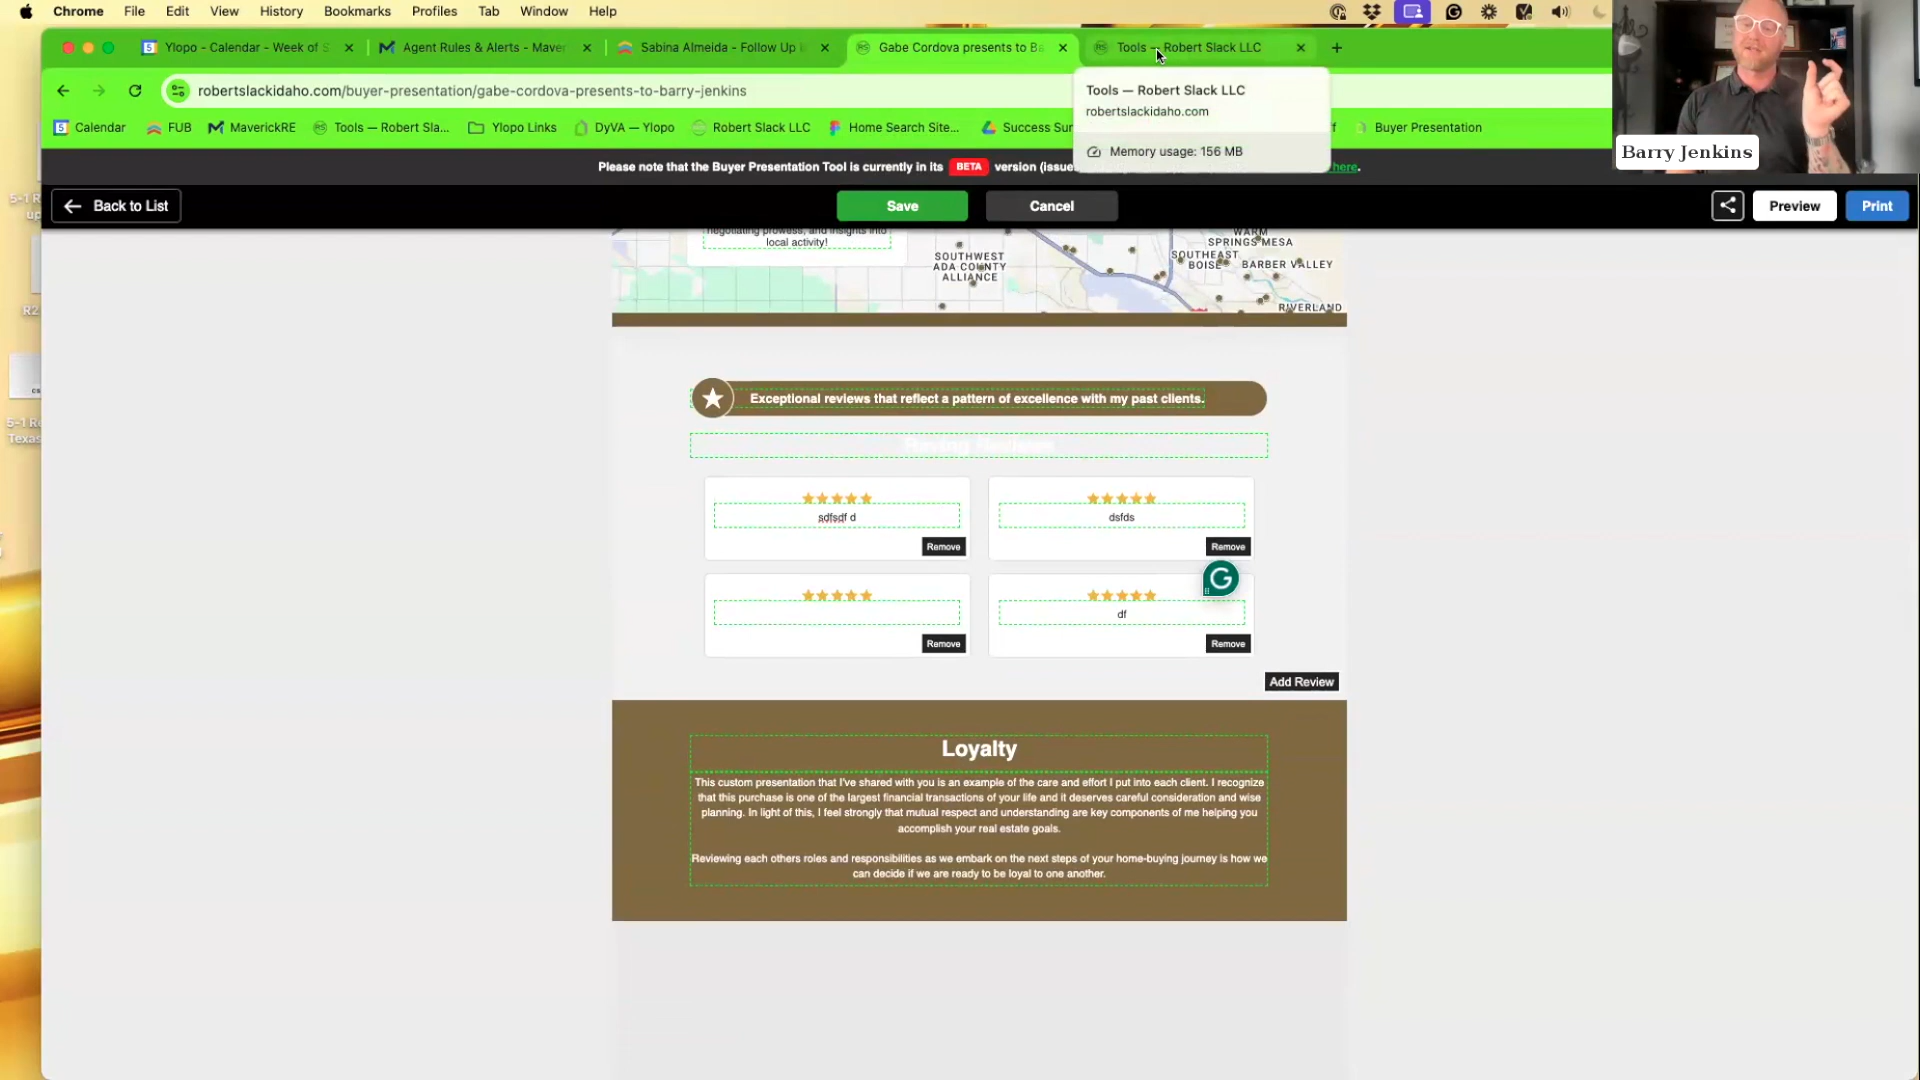 Chrome File Edit View History Bookmarks Profiles Tab Window Help
Ylopo - Calendar - Week of S
Agent Rules & Alerts - Mave
Sabina Almeida - Follow Up
Gabe Cordova presents to Ba
Tools — Robert Slack LLC
robertslackidaho.com/buyer-presentation/gabe-cordova-presents-to-barry-jenkins
Tools — Robert Slack LLC
robertslackidaho.com
Memory usage: 156 MB
Calendar
FUB
MaverickRE
Tools — Robert Sla...
Ylopo Links
DyVA — Ylopo
Robert Slack LLC
Home Search Site...
Success Sur
Buyer Presentation
Barry Jenkins
Please note that the Buyer Presentation Tool is currently in its BETA version (issues
here.
Back to List
Save
Cancel
Preview
Print
negotiating prowess, and insights into
local activity!
SOUTHWEST
ADA COUNTY
ALLIANCE
WARM
SPRINGS MESA
SOUTHEAST
BOISE
BARBER VALLEY
RIVERLAND
Exceptional reviews that reflect a pattern of excellence with my past clients.
sdfsdf d
Remove
dsfds
Remove
Remove
df
Remove
Add Review
Loyalty
This custom presentation that I've shared with you is an example of the care and effort I put into each client. I recognize
that this purchase is one of the largest financial transactions of your life and it deserves careful consideration and wise
planning. In light of this, I feel strongly that mutual respect and understanding are key components of me helping you
accomplish your real estate goals.
Reviewing each others roles and responsibilities as we embark on the next steps of your home-buying journey is how we
can decide if we are ready to be loyal to one another.